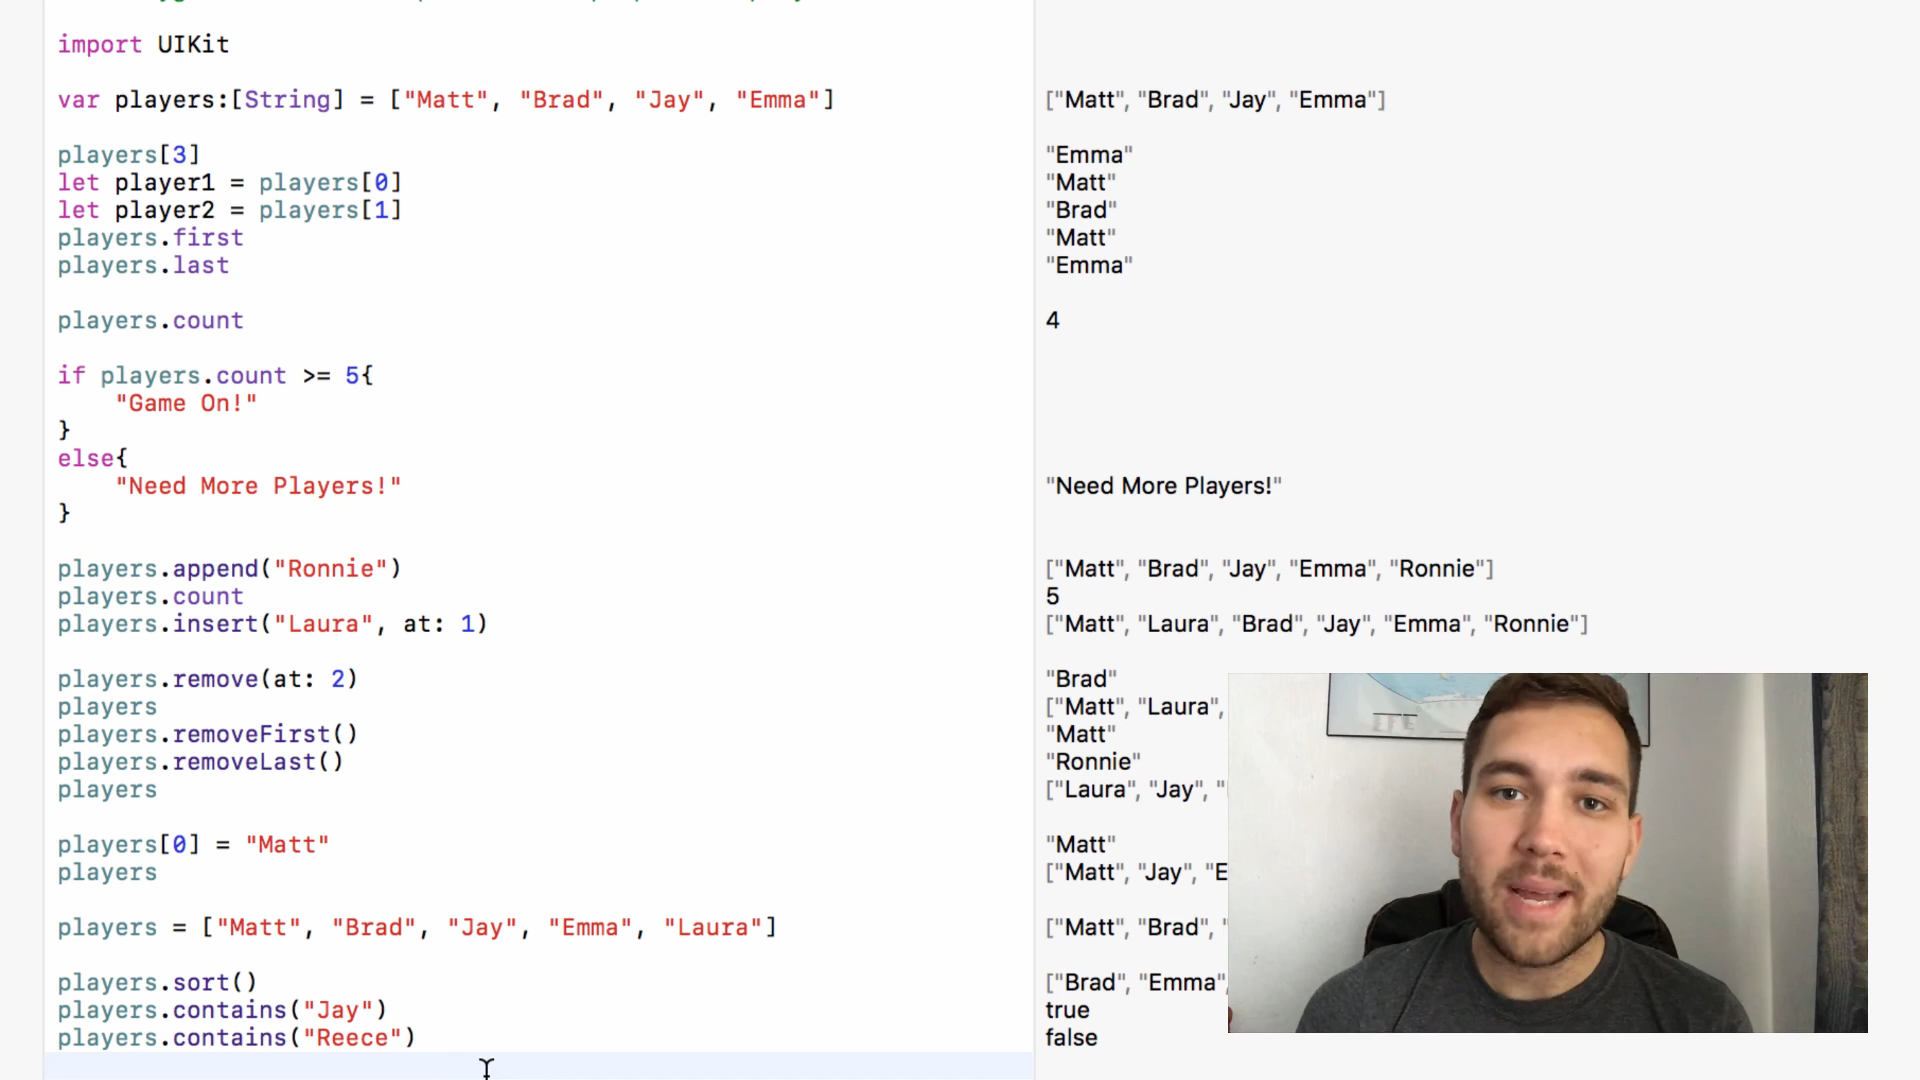 import UIKit
var players:[String] = ["Matt", "Brad", "Jay", "Emma"]
["Matt", "Brad", "Jay", "Emma"]
players[3]
"Emma"
let player1 = players[0]
"Matt"
let player2 = players[1]
"Brad"
players.first
"Matt"
players.last
"Emma"
players.count
4
if players.count >= 5{
"Game On!"
}
else{
"Need More Players!"
"Need More Players!"
}
players.append("Ronnie")
["Matt", "Brad", "Jay", "Emma", "Ronnie"]
players.count
5
players.insert("Laura", at: 1)
["Matt", "Laura", "Brad", "Jay", "Emma", "Ronnie"]
players.remove(at: 2)
"Brad"
players
["Matt", "Laura",
players.removeFirst()
"Matt"
players.removeLast()
"Ronnie"
players
["Laura", "Jay", "
players[0] = "Matt"
"Matt"
players
["Matt", "Jay", "E
players = ["Matt", "Brad", "Jay", "Emma", "Laura"]
["Matt", "Brad", "
players.sort()
["Brad", "Emma",
players.contains("Jay")
true
players.contains("Reece")
false